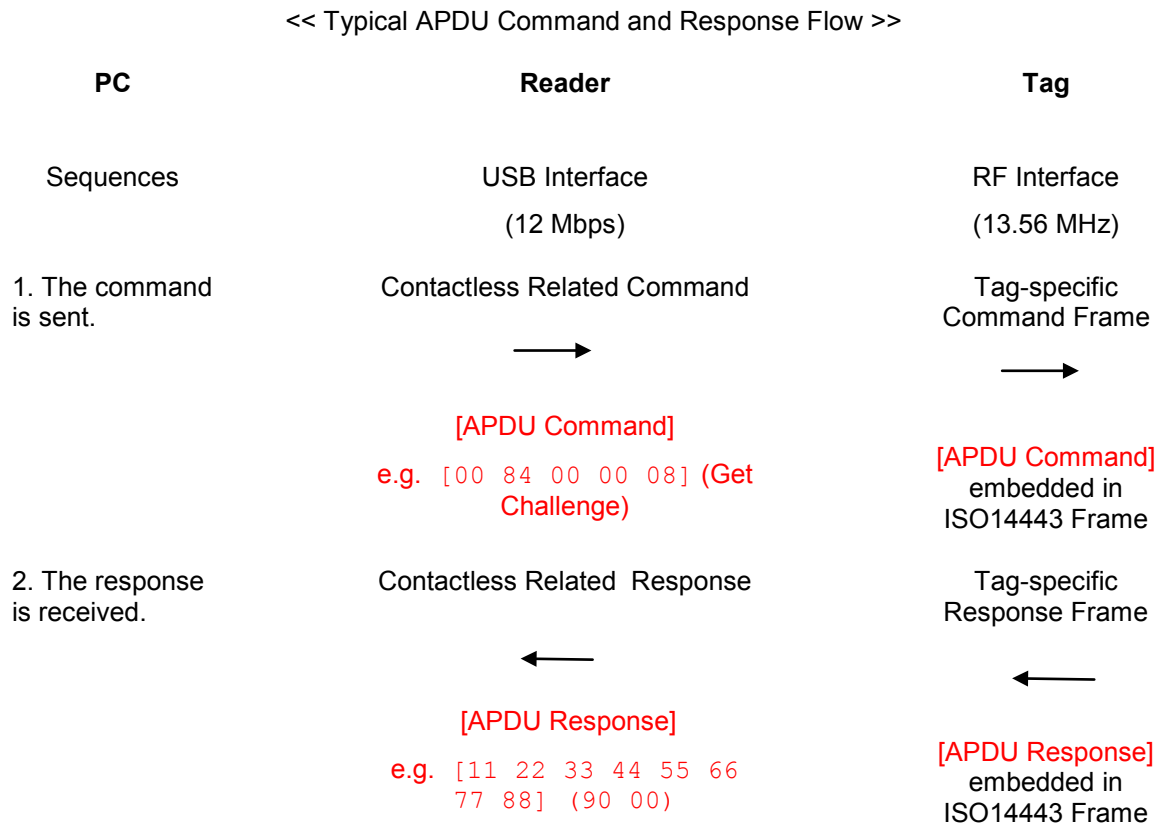 << Typical APDU Command and Response Flow >>
PC
Reader
Tag
Sequences
USB Interface
(12 Mbps)
RF Interface
(13.56 MHz)
1. The command
is sent.
Contactless Related Command
Tag-specific
Command Frame
[APDU Command]
e.g. [00 84 00 00 08] (Get
Challenge)
[APDU Command]
embedded in
ISO14443 Frame
2. The response
is received.
Contactless Related Response
Tag-specific
Response Frame
[APDU Response]
e.g. [11 22 33 44 55 66
77 88] (90 00)
[APDU Response]
embedded in
ISO14443 Frame